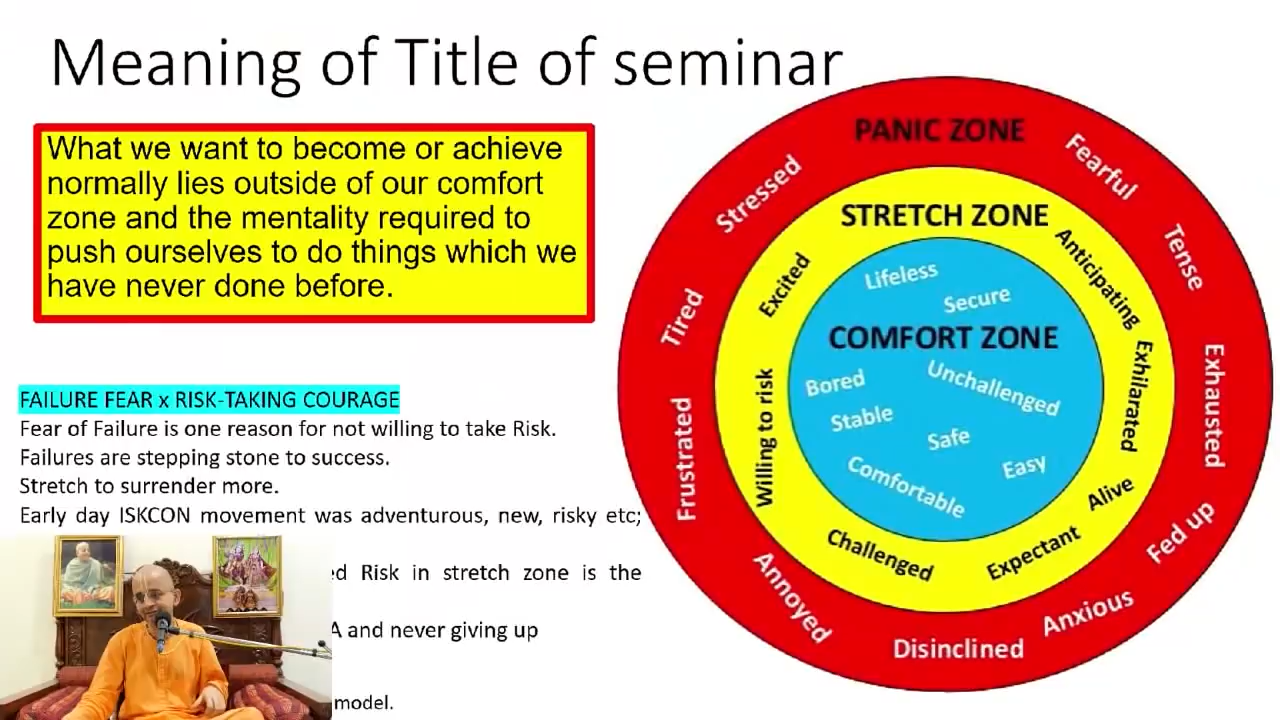 Meaning of Title of seminar
What we want to become or achieve
normally lies outside of our comfort
zone and the mentality required to
push ourselves to do things which we
have never done before.
FAILURE FEAR x RISK-TAKING COURAGE
Fear of Failure is one reason for not willing to take Risk.
Failures are stepping stone to success.
Stretch to surrender more.
Early day ISKCON movement was adventurous, new, risky etc;
Risk in stretch zone is the
A and never giving up
model.
PANIC ZONE
Fearful
Tense
Exhausted
Fed up
Anxious
Disinclined
Annoyed
Frustrated
Tired
Stressed
STRETCH ZONE
Anticipating
Exhilarated
Alive
Expectant
Challenged
Willing to risk
Excited
Lifeless
Secure
COMFORT ZONE
Bored
Unchallenged
Stable
Safe
Easy
Comfortable